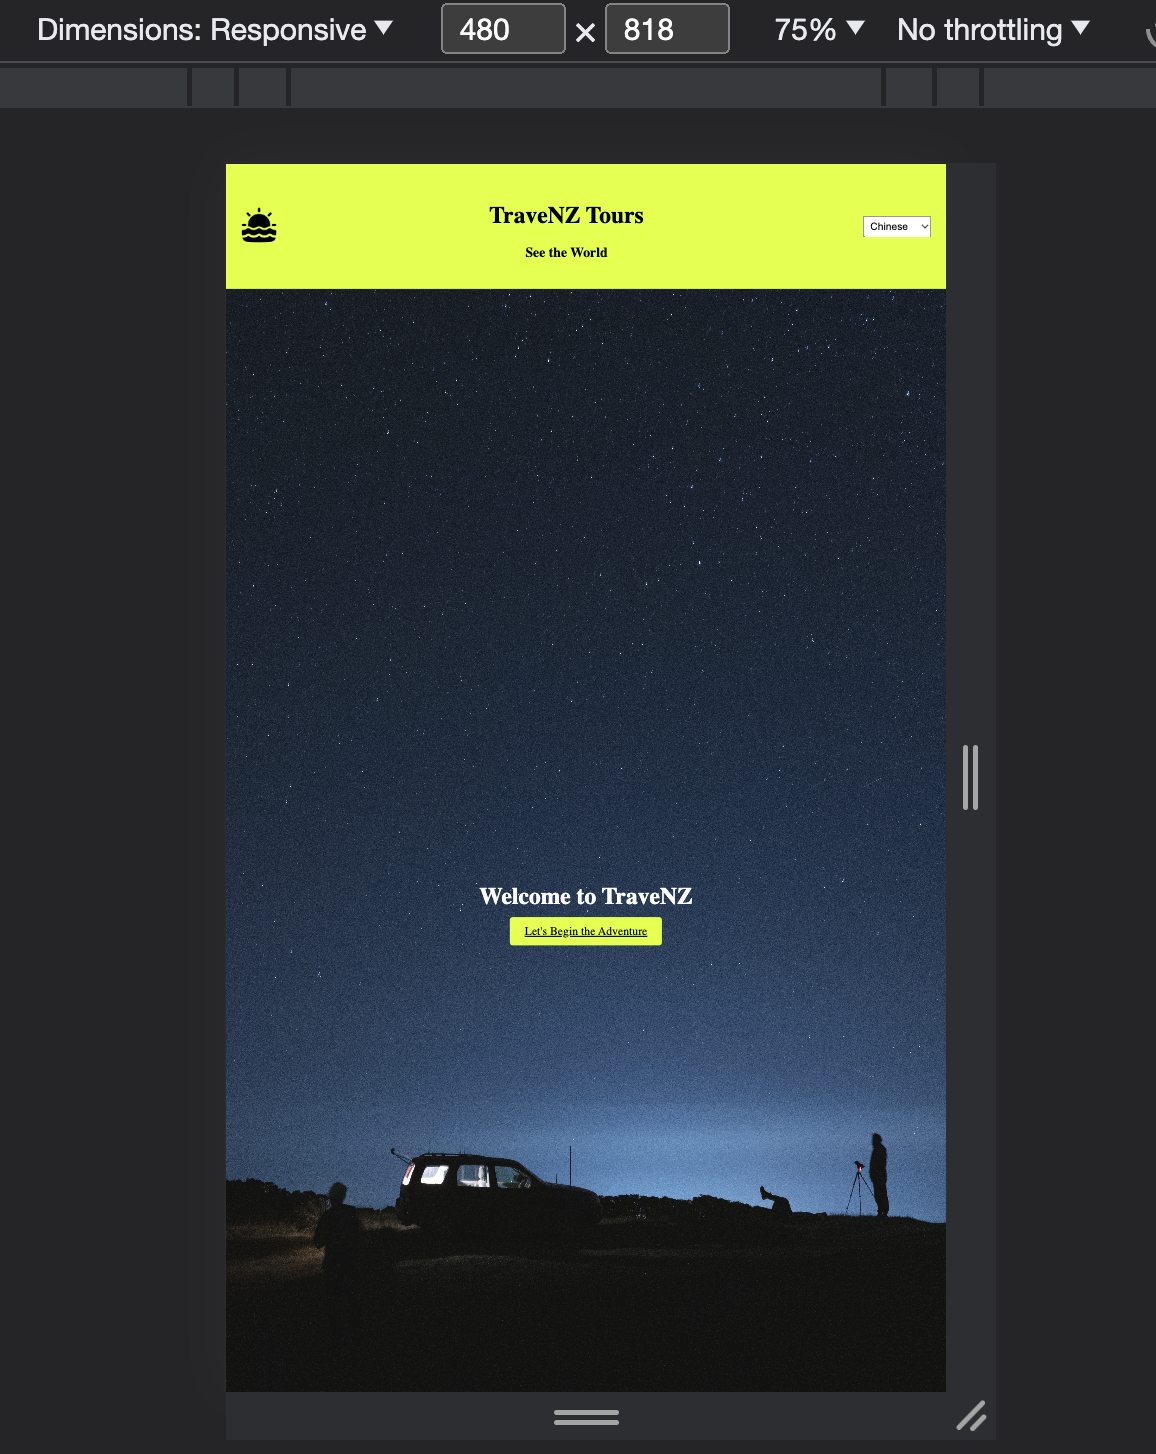 Dimensions: Responsive ▼ 480 × 818 75% ▼ No throttling ▼
TraveNZ Tours
See the World
Chinese
Welcome to TraveNZ
Let's Begin the Adventure